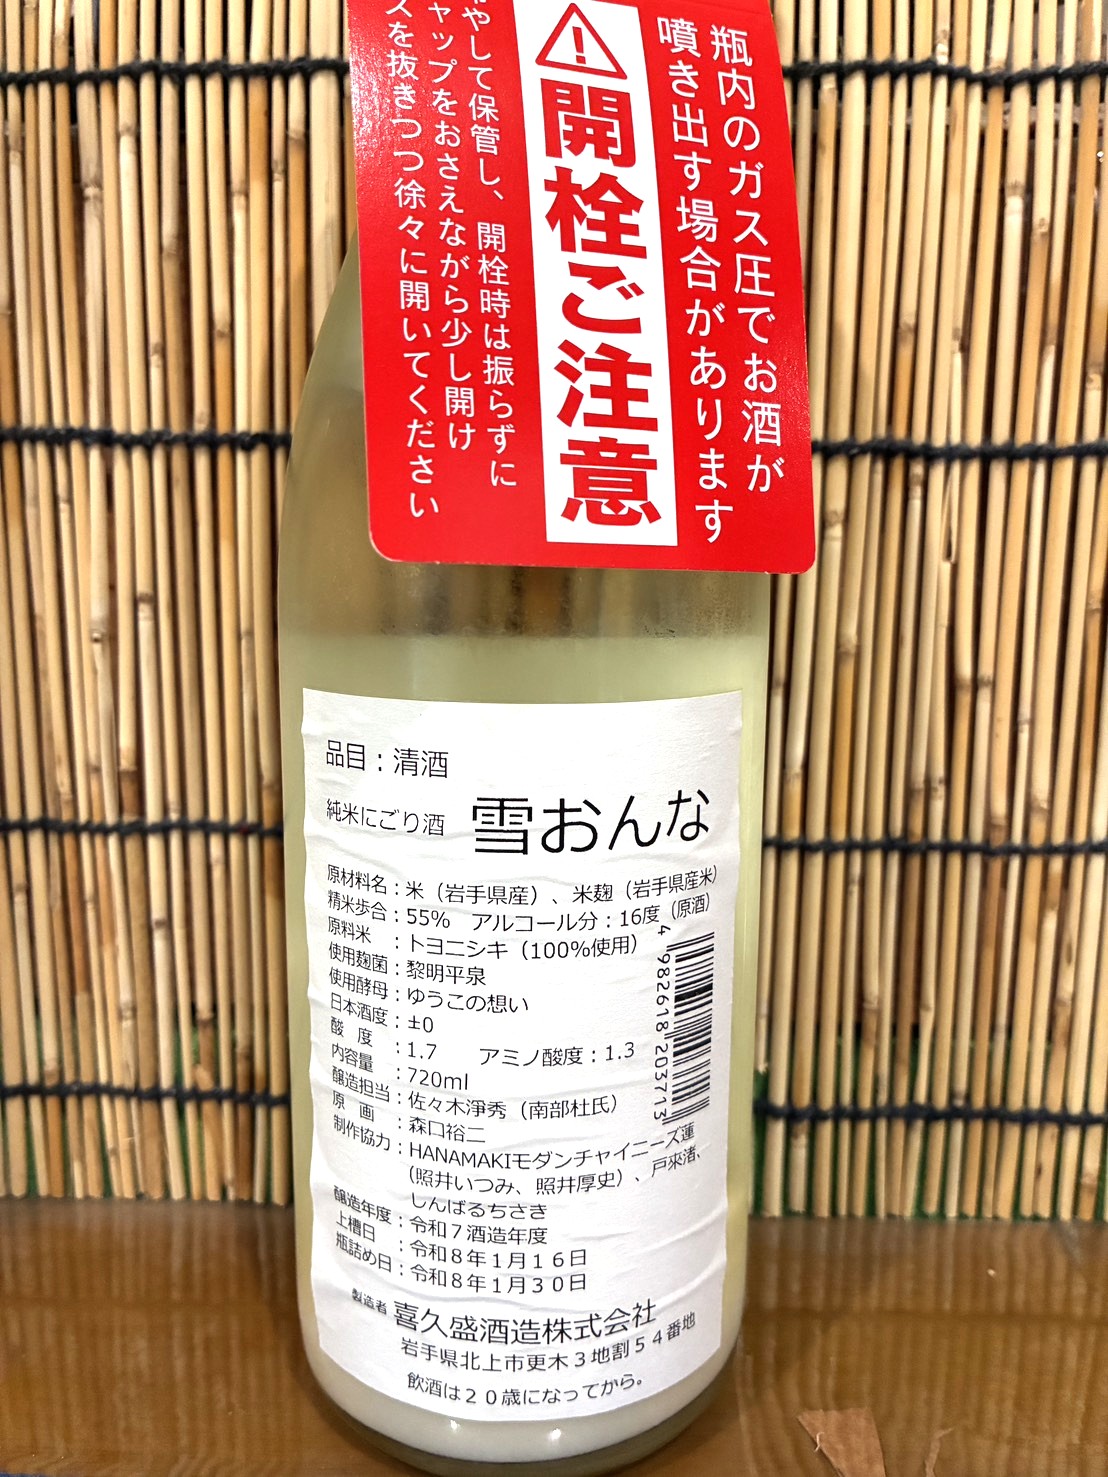 瓶内のガス圧でお酒が
噴き出す場合があります
開栓ご注意
やして保管し、開栓時は振らずに
ャップをおさえながら少し開け
スを抜きつつ徐々に開いてください
品目：清酒
純米にごり酒 雪おんな
原材料名：米（岩手県産）、米麹（岩手県産米）
精米歩合：55% アルコール分：16度（原酒）
原料米：トヨニシキ（100%使用）
使用麹菌：黎明平泉
使用酵母：ゆうこの想い
日本酒度：±0
酸度：1.7 アミノ酸度：1.3
内容量：720ml
醸造担当：佐々木淨秀（南部杜氏）
原画：森口裕二
制作協力：HANAMAKIモダンチャイニーズ蓮
（照井いつみ、照井厚史）、戸來渚、
しんばるちさき
醸造年度：令和７酒造年度
上槽日：令和８年１月１６日
瓶詰め日：令和８年１月３０日
製造者 喜久盛酒造株式会社
岩手県北上市更木３地割５４番地
飲酒は２０歳になってから。
4 982618 203713